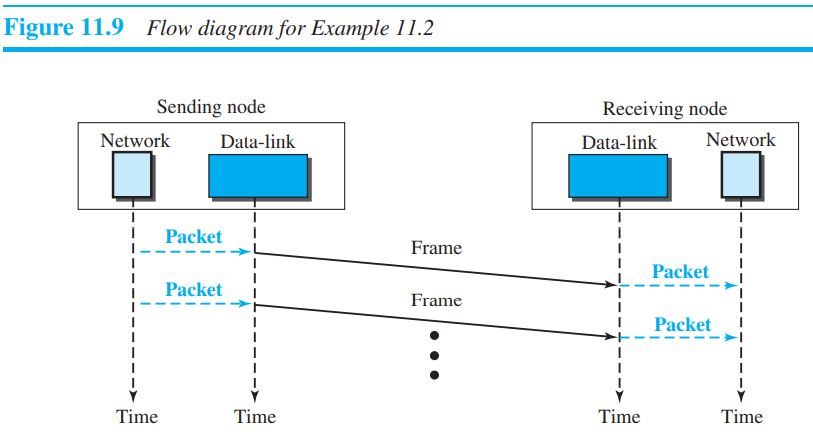 Figure 11.9 Flow diagram for Example 11.2
Sending node
Receiving node
Network
Data-link
Data-link
Network
Packet
Frame
Packet
Packet
Frame
Packet
Time
Time
Time
Time